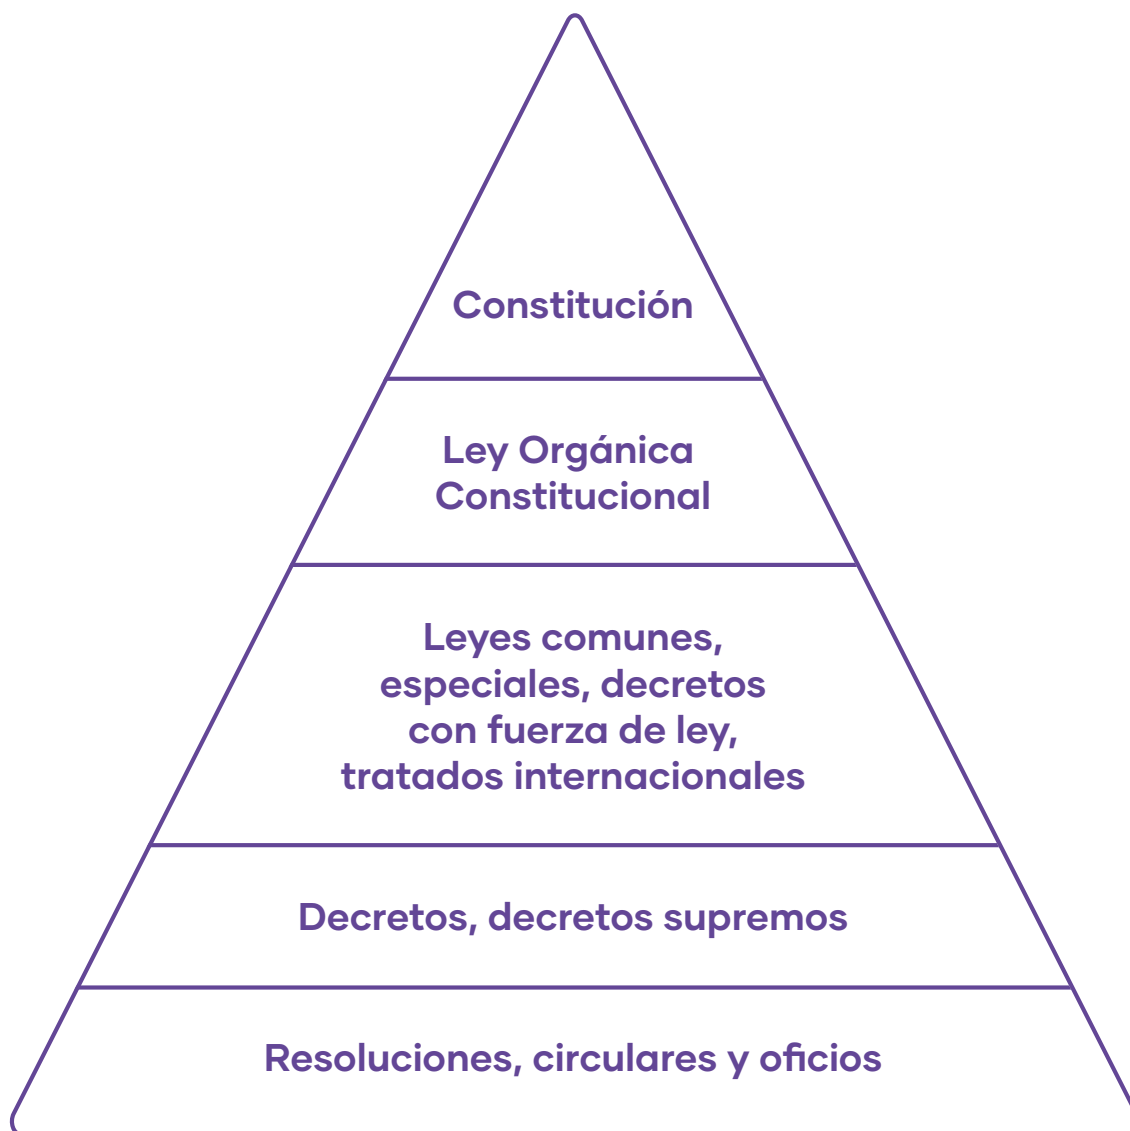 Constitución
Ley Orgánica
Constitucional
Leyes comunes,
especiales, decretos
con fuerza de ley,
tratados internacionales
Decretos, decretos supremos
Resoluciones, circulares y oficios